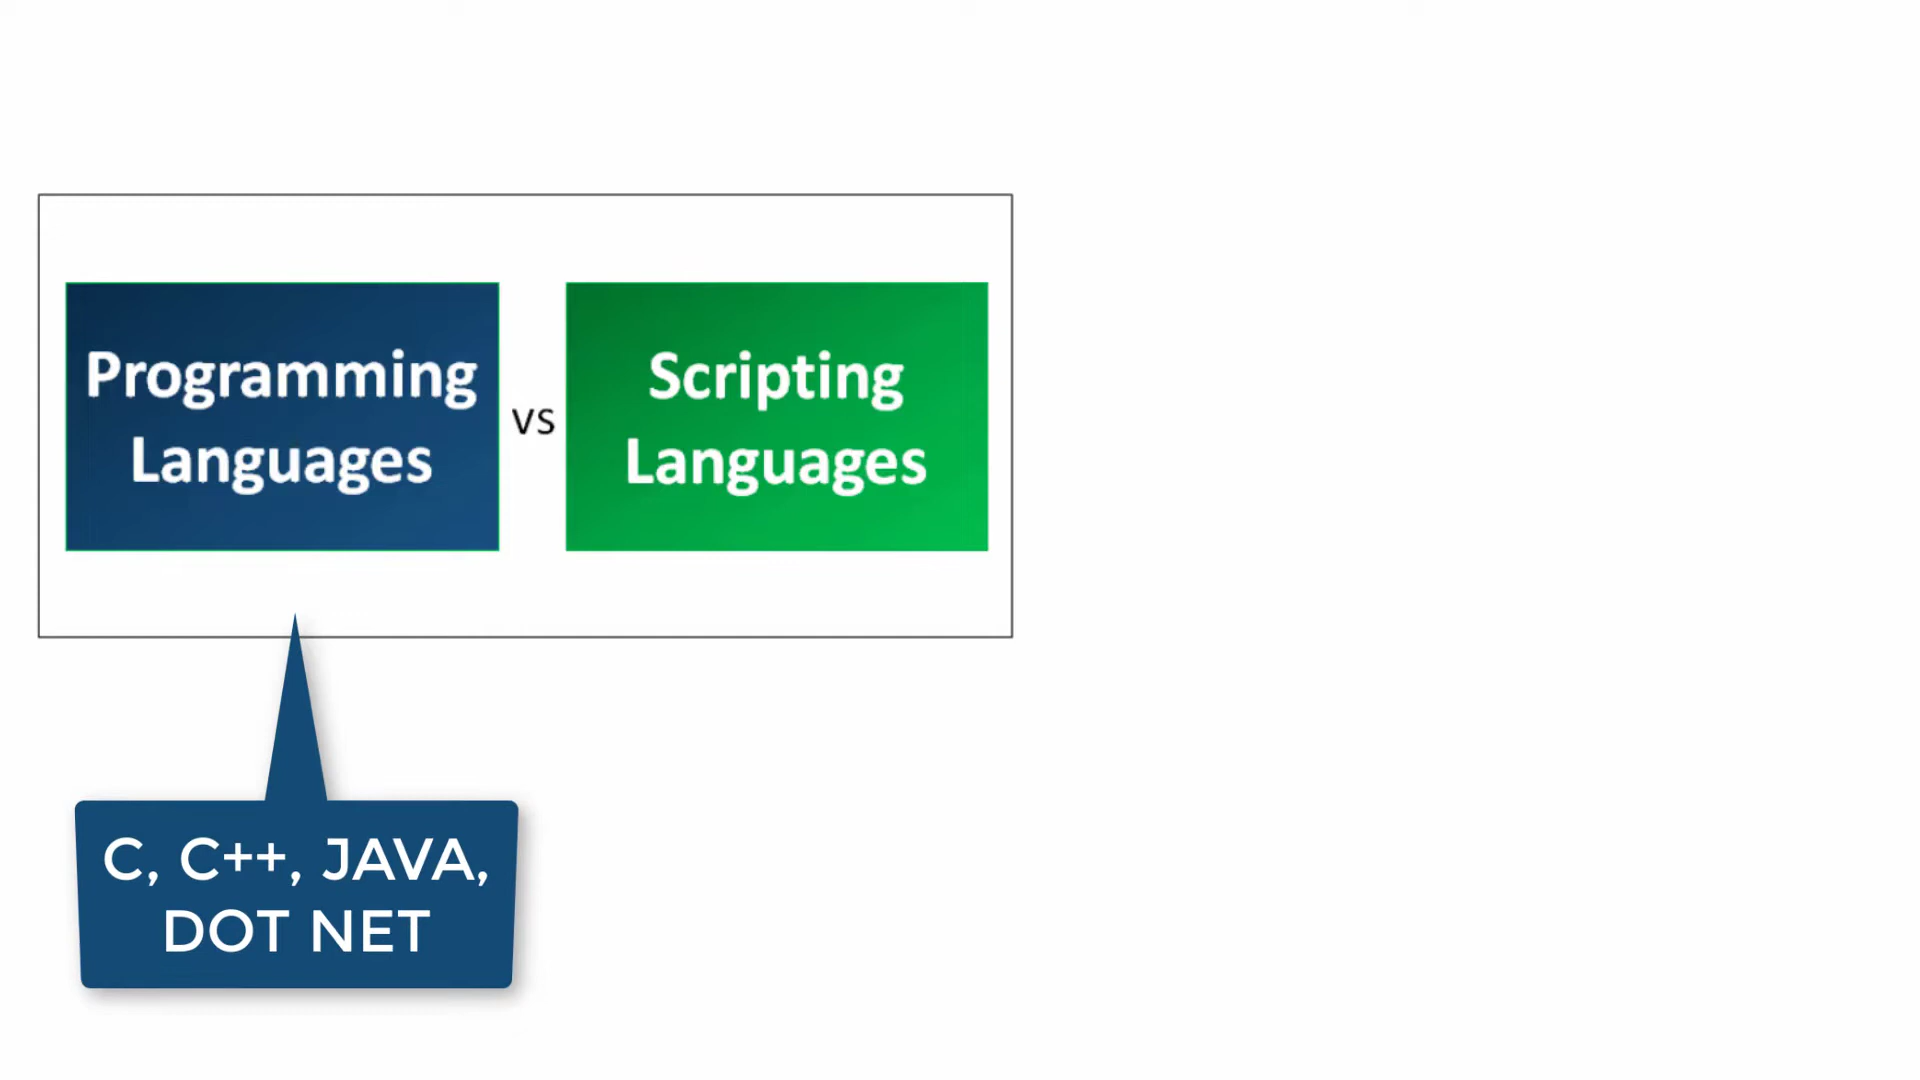 Programming
Languages
vs
Scripting
Languages
C, C++, JAVA,
DOT NET